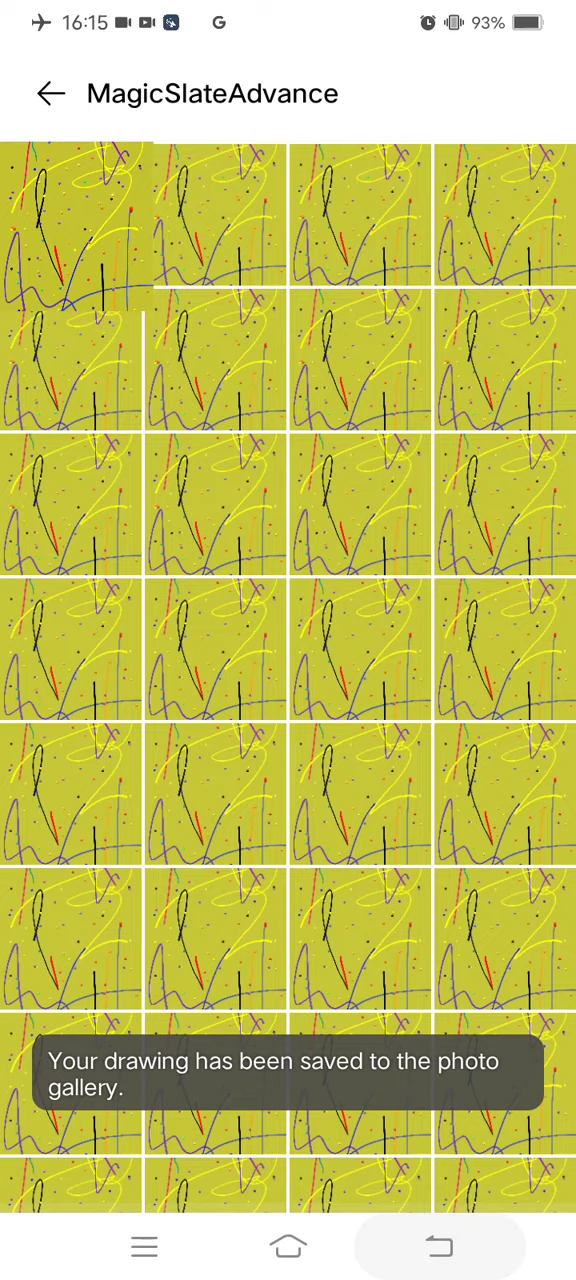 16:15
G
93%
MagicSlateAdvance
Your drawing has been saved to the photo
gallery.